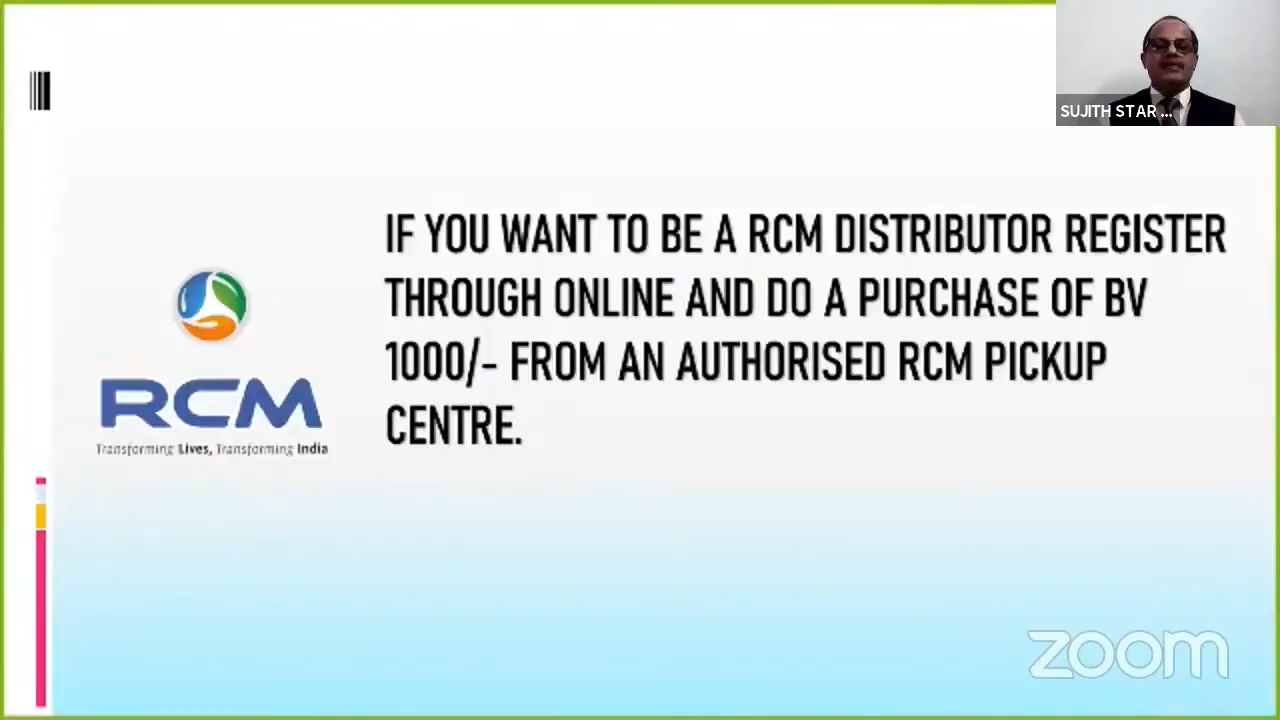 SUJITH STAR ...
IF YOU WANT TO BE A RCM DISTRIBUTOR REGISTER
THROUGH ONLINE AND DO A PURCHASE OF BV
1000/- FROM AN AUTHORISED RCM PICKUP
CENTRE.
RCM
Transforming Lives, Transforming India
zoom